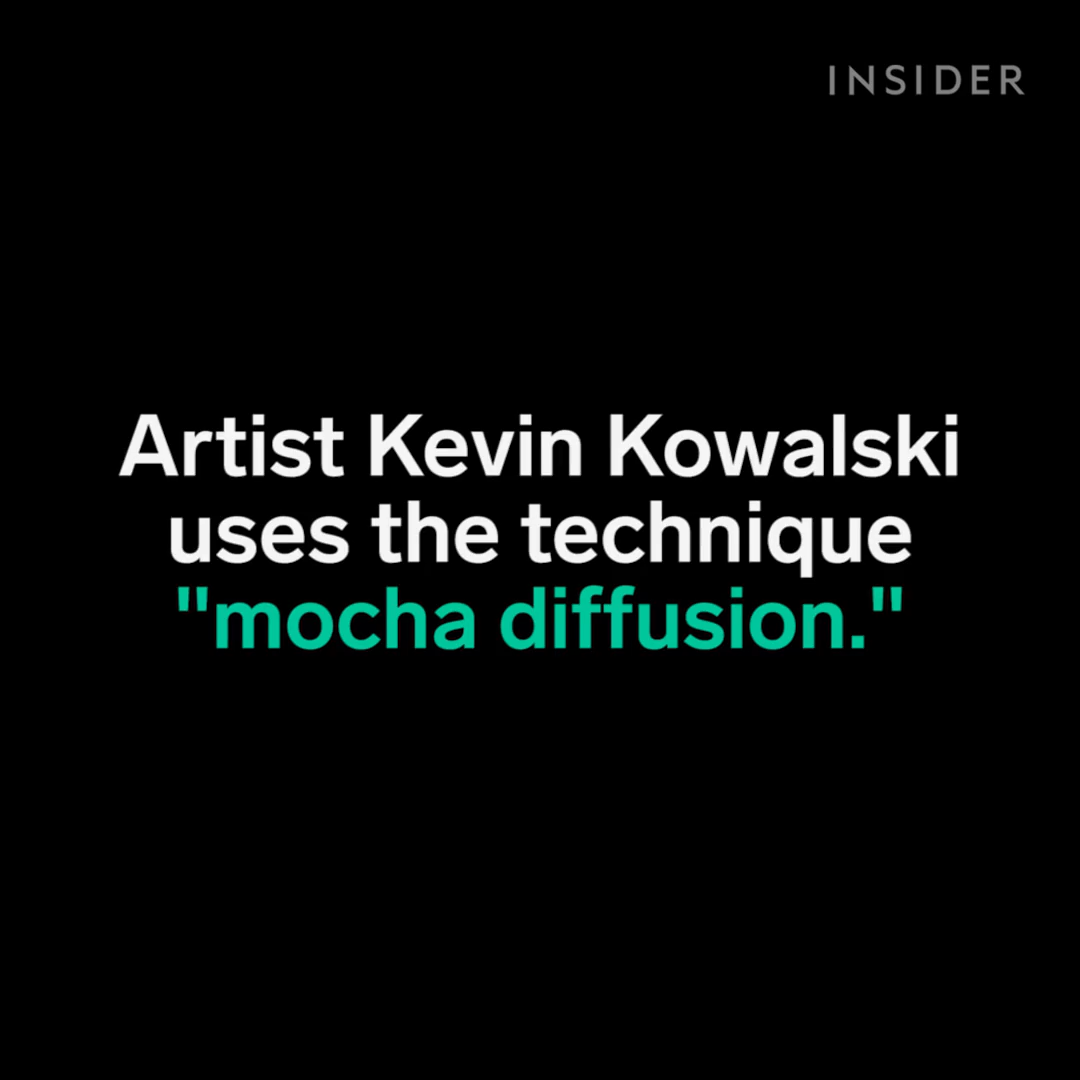 INSIDER
Artist Kevin Kowalski
uses the technique
"mocha diffusion."